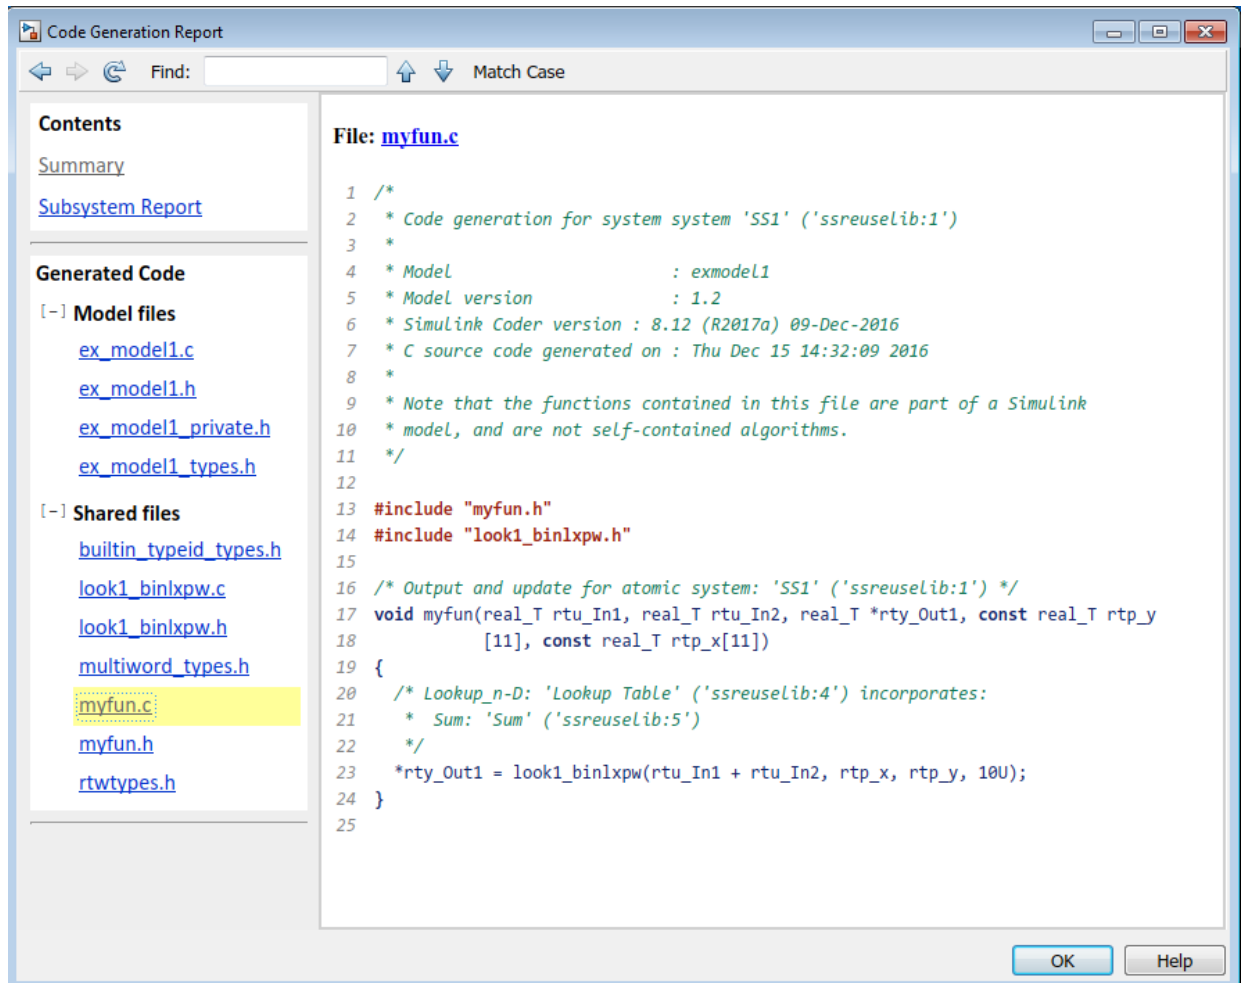 Code Generation Report
Find:
Match Case
Contents
Summary
Subsystem Report
Generated Code
[-] Model files
ex_model1.c
ex_model1.h
ex_model1_private.h
ex_model1_types.h
[-] Shared files
builtin_typeid_types.h
look1_binlxpw.c
look1_binlxpw.h
multiword_types.h
myfun.c
myfun.h
rtwtypes.h
File: myfun.c
1 /*
2 * Code generation for system system 'SS1' ('ssreuselib:1')
3 *
4 * Model : exmodel1
5 * Model version : 1.2
6 * Simulink Coder version : 8.12 (R2017a) 09-Dec-2016
7 * C source code generated on : Thu Dec 15 14:32:09 2016
8 *
9 * Note that the functions contained in this file are part of a Simulink
10 * model, and are not self-contained algorithms.
11 */
12
13 #include "myfun.h"
14 #include "look1_binlxpw.h"
15
16 /* Output and update for atomic system: 'SS1' ('ssreuselib:1') */
17 void myfun(real_T rtu_In1, real_T rtu_In2, real_T *rty_Out1, const real_T rtp_y
18 [11], const real_T rtp_x[11])
19 {
20 /* Lookup_n-D: 'Lookup Table' ('ssreuselib:4') incorporates:
21 * Sum: 'Sum' ('ssreuselib:5')
22 */
23 *rty_Out1 = look1_binlxpw(rtu_In1 + rtu_In2, rtp_x, rtp_y, 10U);
24 }
25
OK
Help